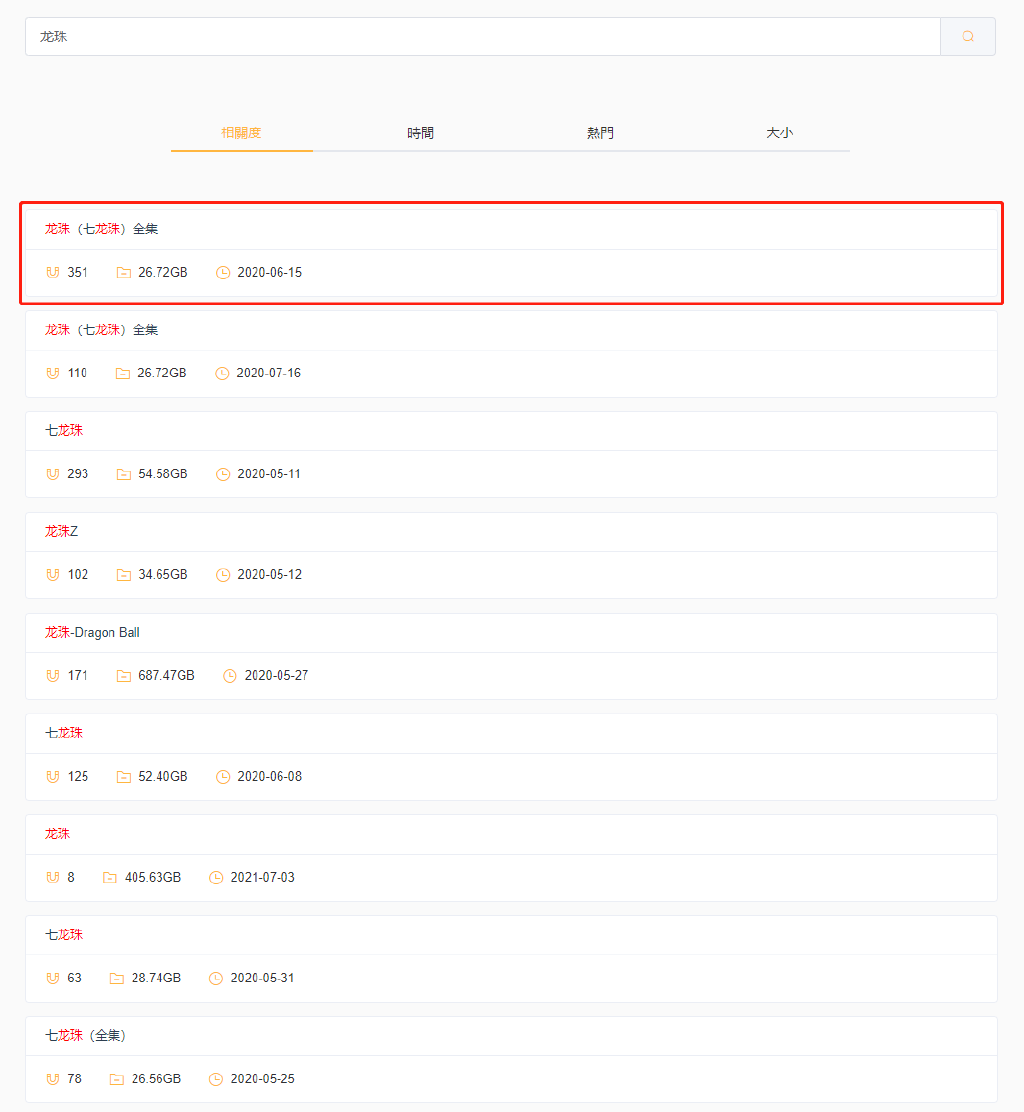 龙珠
相關度 時間 熱門 大小
龙珠（七龙珠）全集
351 26.72GB 2020-06-15
龙珠（七龙珠）全集
110 26.72GB 2020-07-16
七龙珠
293 54.58GB 2020-05-11
龙珠Z
102 34.65GB 2020-05-12
龙珠-Dragon Ball
171 687.47GB 2020-05-27
七龙珠
125 52.40GB 2020-06-08
龙珠
8 405.63GB 2021-07-03
七龙珠
63 28.74GB 2020-05-31
七龙珠（全集）
78 26.56GB 2020-05-25